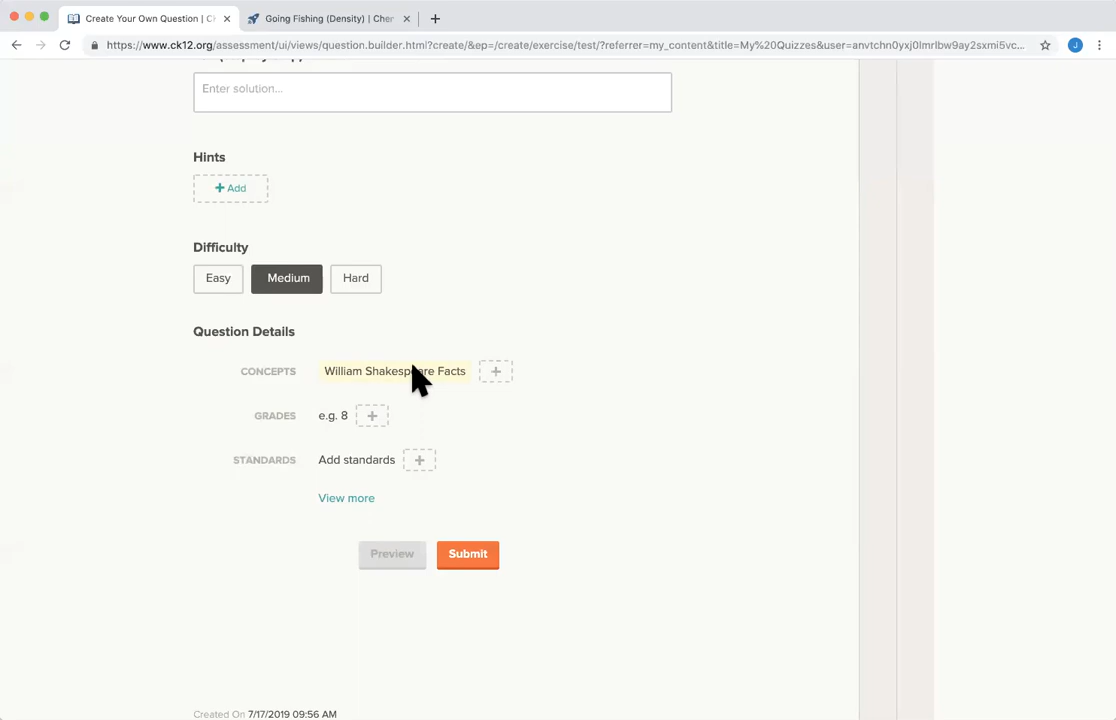 Create Your Own Question | C
Going Fishing (Density) | Cher
https://www.ck12.org/assessment/ui/views/question.builder.html?create/&ep=/create/exercise/test/?referrer=my_content&title=My%20Quizzes&user=anvtchn0yxj0lmrlbw9ay2sxmi5vc...
J
Enter solution...
Hints
+ Add
Difficulty
Easy
Medium
Hard
Question Details
CONCEPTS
William Shakespeare Facts
+
GRADES
e.g. 8
+
STANDARDS
Add standards
+
View more
Preview
Submit
Created On 7/17/2019 09:56 AM